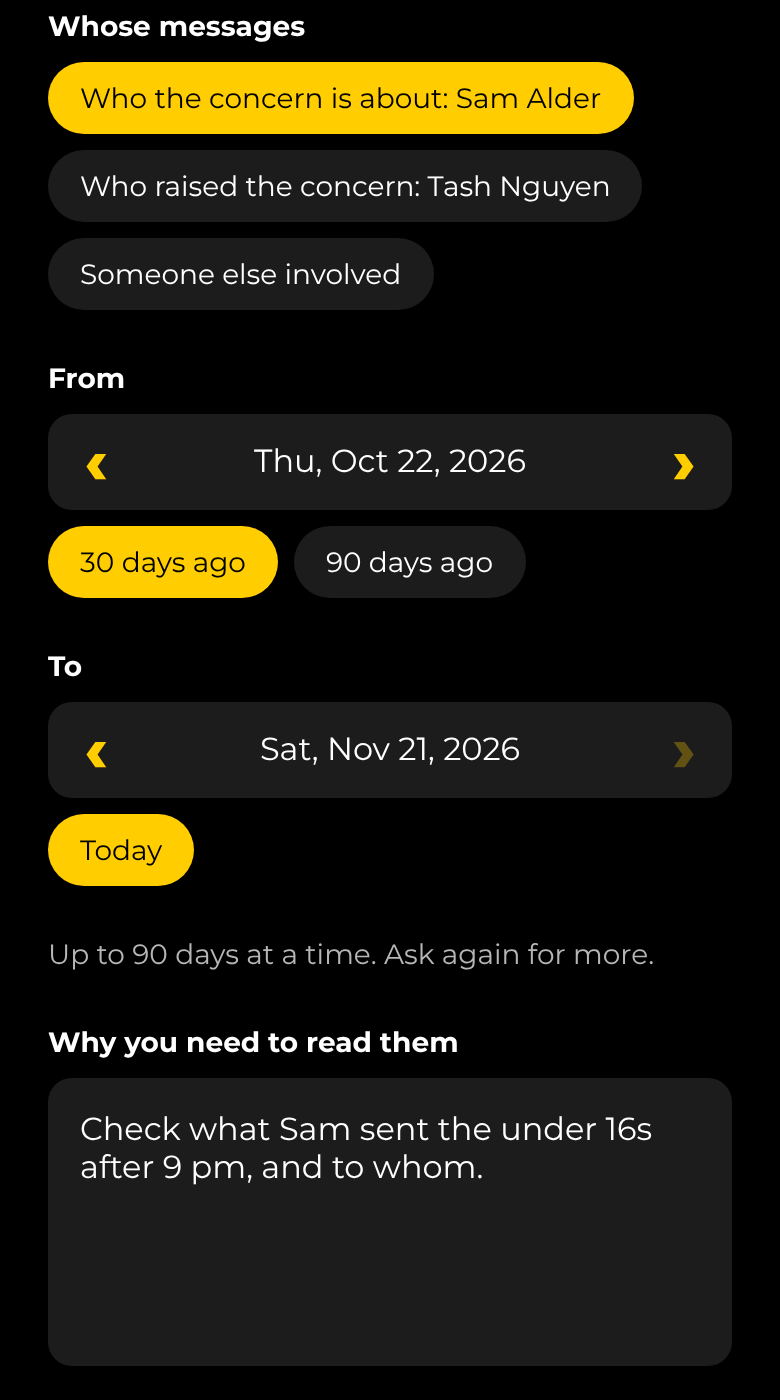 Whose messages
Who the concern is about: Sam Alder
Who raised the concern: Tash Nguyen
Someone else involved
From
‹ Thu, Oct 22, 2026 ›
30 days ago 90 days ago
To
‹ Sat, Nov 21, 2026 ›
Today
Up to 90 days at a time. Ask again for more.
Why you need to read them
Check what Sam sent the under 16s
after 9 pm, and to whom.